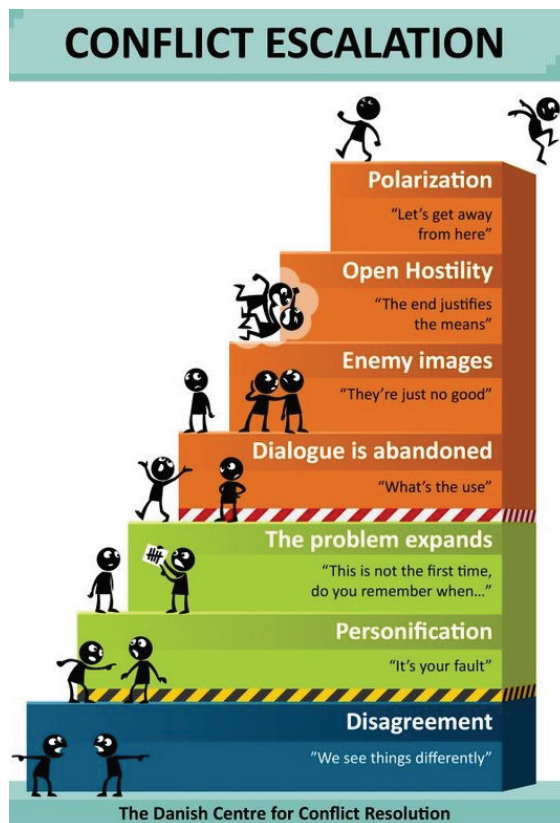 CONFLICT ESCALATION
Polarization
“Let’s get away
from here”
Open Hostility
“The end justifies
the means”
Enemy images
“They’re just no good”
Dialogue is abandoned
“What’s the use”
The problem expands
“This is not the first time,
do you remember when...”
Personification
“It’s your fault”
Disagreement
“We see things differently”
The Danish Centre for Conflict Resolution